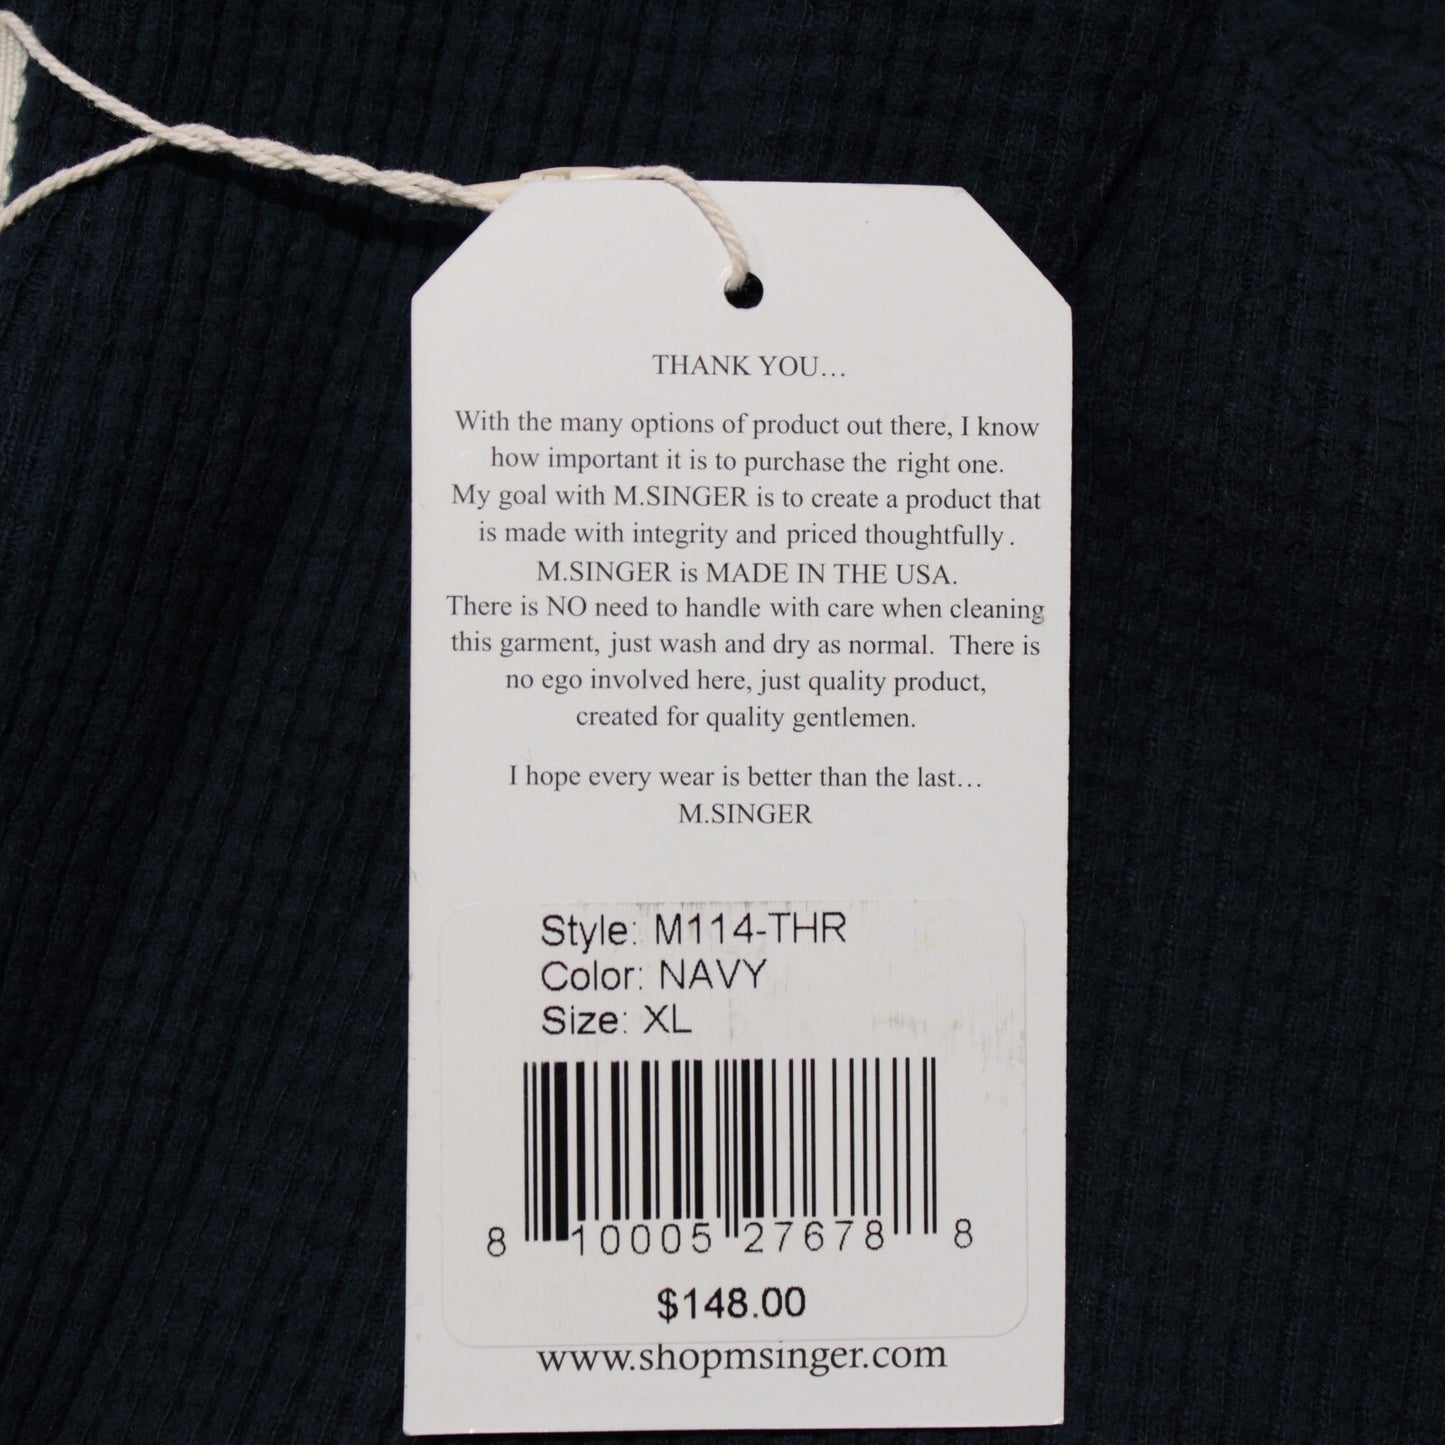 THANK YOU...
With the many options of product out there, I know
how important it is to purchase the right one.
My goal with M.SINGER is to create a product that
is made with integrity and priced thoughtfully .
M.SINGER is MADE IN THE USA.
There is NO need to handle with care when cleaning
this garment, just wash and dry as normal.  There is
no ego involved here, just quality product,
created for quality gentlemen.
I hope every wear is better than the last...
M.SINGER
Style: M114-THR
Color: NAVY
Size: XL
8 10005 27678 8
$148.00
www.shopmsinger.com